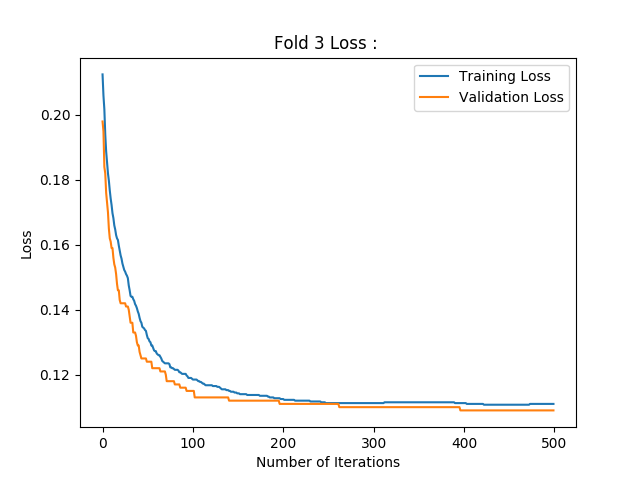 Fold 3 Loss :
Training Loss
Validation Loss
0.20
0.18
0.16
0.14
0.12
Loss
0
100
200
300
400
500
Number of Iterations